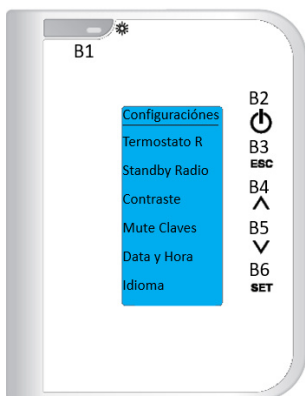 B1
Configuraciónes
Termostato R
Standby Radio
Contraste
Mute Claves
Data y Hora
Idioma
B2
B3
ESC
B4
B5
B6
SET